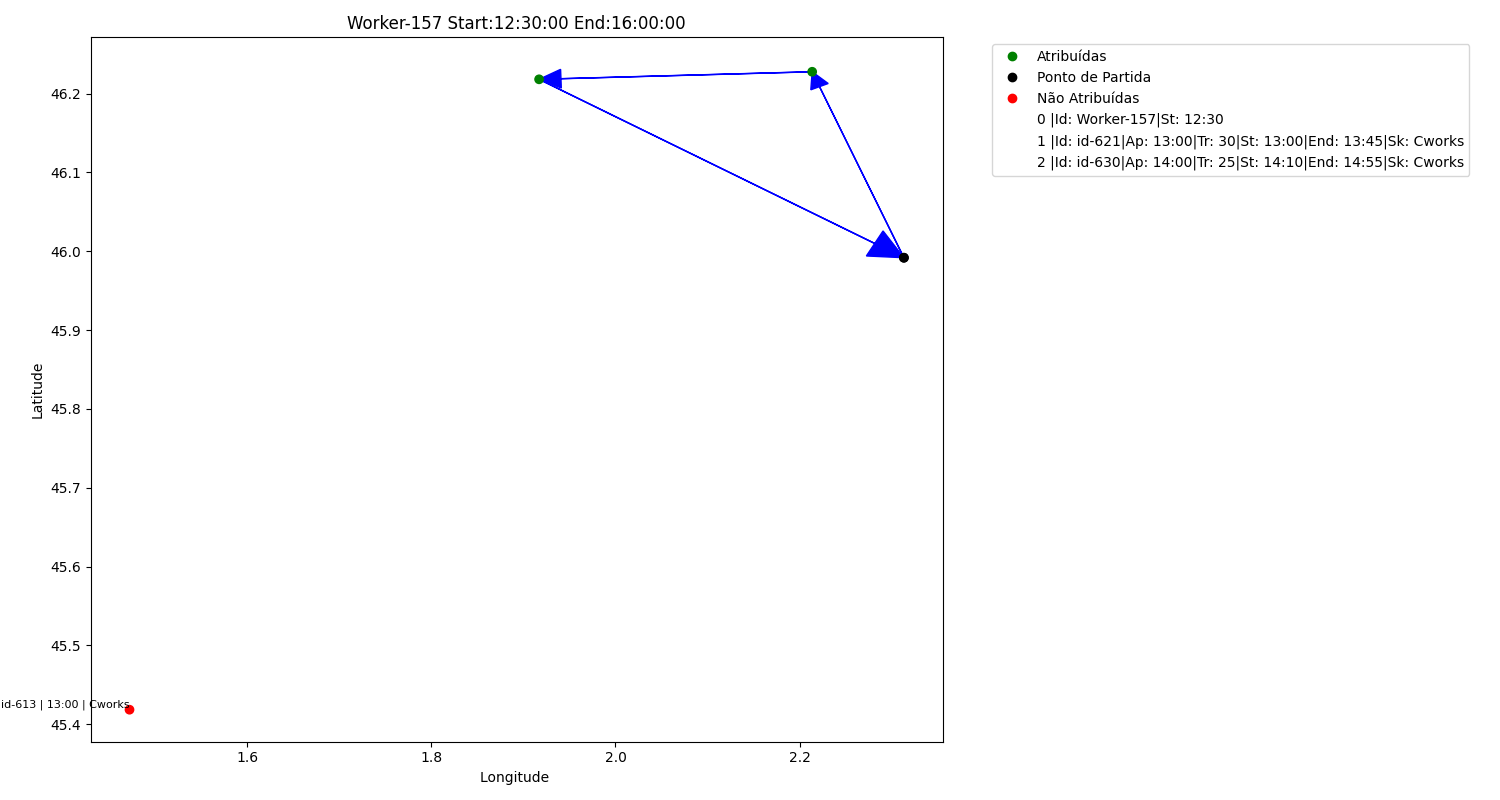 Worker-157 Start:12:30:00 End:16:00:00
Atribuídas
Ponto de Partida
Não Atribuídas
0 |Id: Worker-157|St: 12:30
1 |Id: id-621|Ap: 13:00|Tr: 30|St: 13:00|End: 13:45|Sk: Cworks
2 |Id: id-630|Ap: 14:00|Tr: 25|St: 14:10|End: 14:55|Sk: Cworks
46.2
46.1
46.0
45.9
45.8
45.7
45.6
45.5
45.4
Latitude
id-613 | 13:00 | Cworks
1.6
1.8
2.0
2.2
Longitude